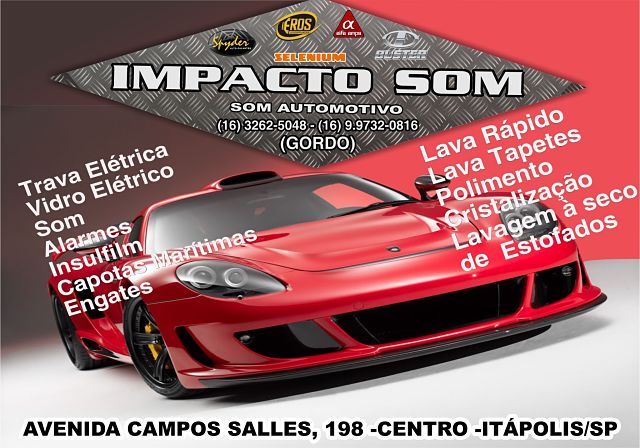 Spyder
EROS
alfa ança
SELENIUM
BUSTER
IMPACTO SOM
SOM AUTOMOTIVO
(16) 3262-5048 - (16) 9.9732-0816
(GORDO)
Trava Elétrica
Vidro Elétrico
Som
Alarmes
Insulfilm
Capotas Marítimas
Engates
Lava Rápido
Lava Tapetes
Polimento
Cristalização
Lavagem à seco
de Estofados
AVENIDA CAMPOS SALLES, 198 -CENTRO -ITÁPOLIS/SP